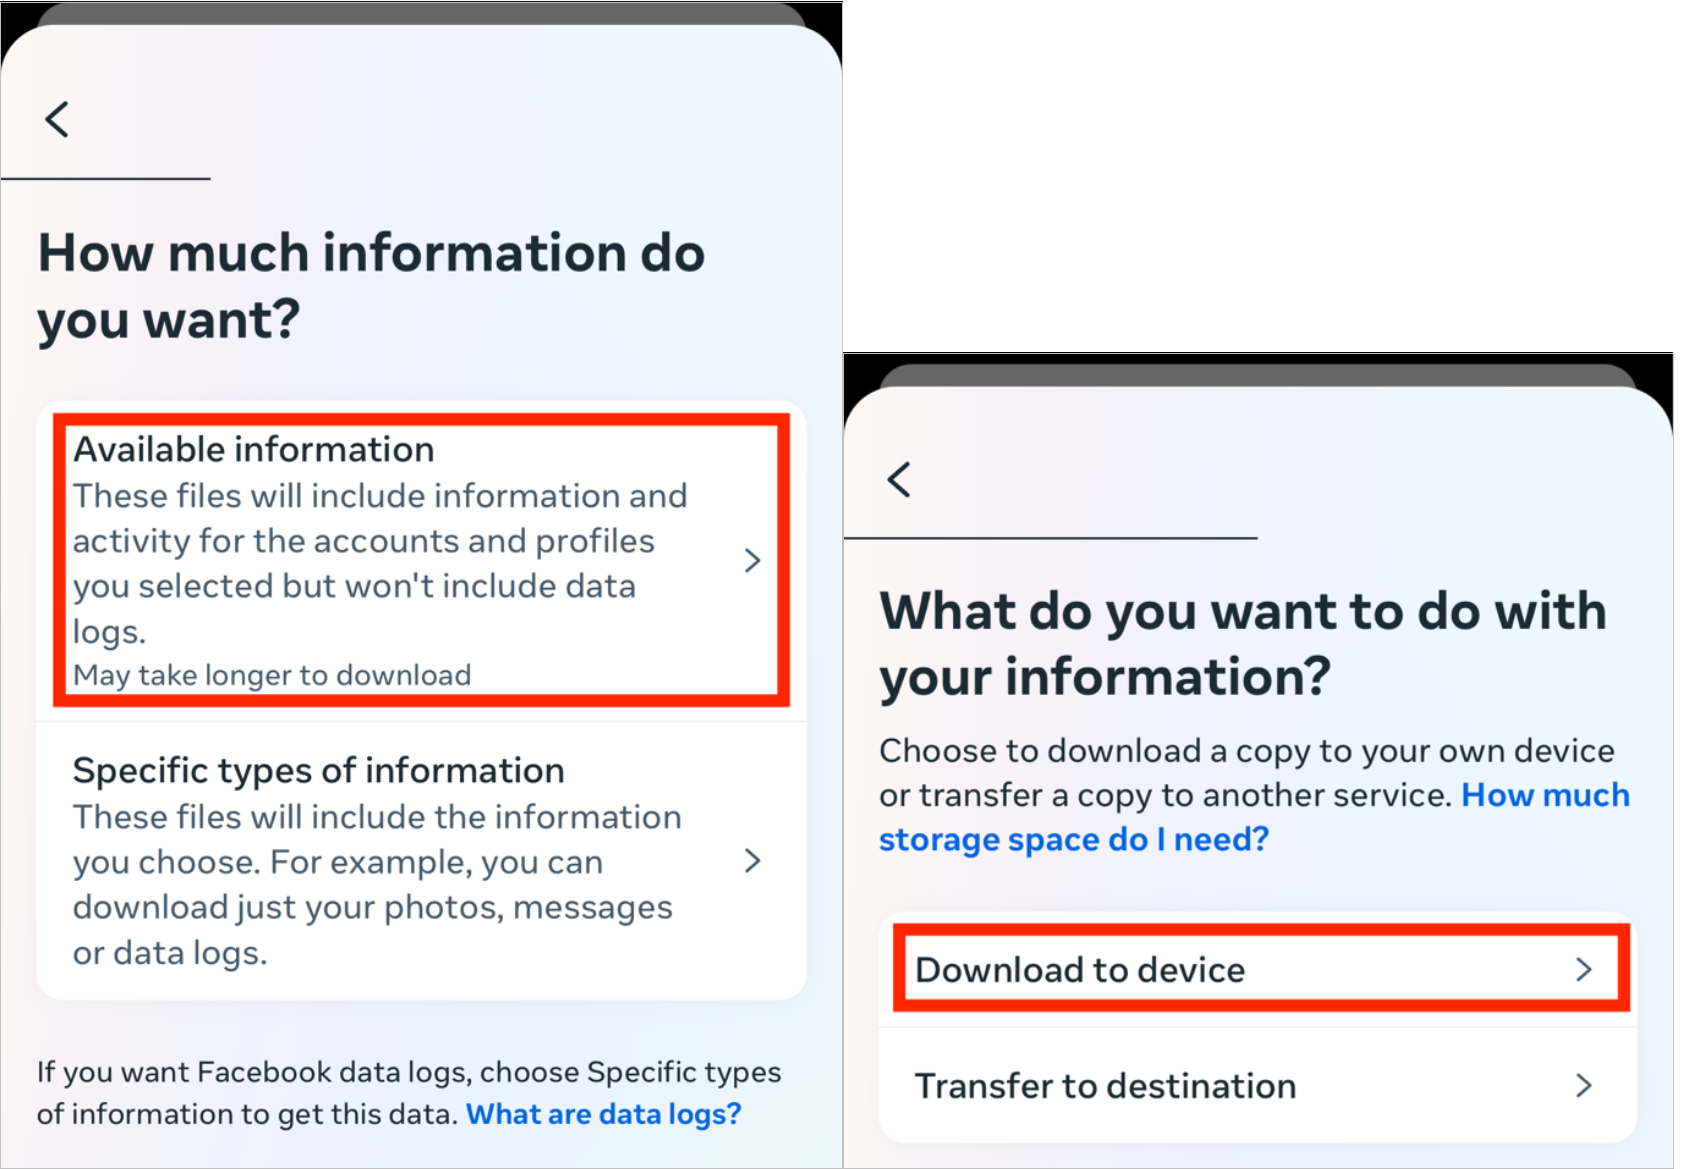 How much information do
you want?
Available information
These files will include information and
activity for the accounts and profiles
you selected but won't include data
logs.
May take longer to download
Specific types of information
These files will include the information
you choose. For example, you can
download just your photos, messages
or data logs.
If you want Facebook data logs, choose Specific types
of information to get this data. What are data logs?
What do you want to do with
your information?
Choose to download a copy to your own device
or transfer a copy to another service. How much
storage space do I need?
Download to device
Transfer to destination